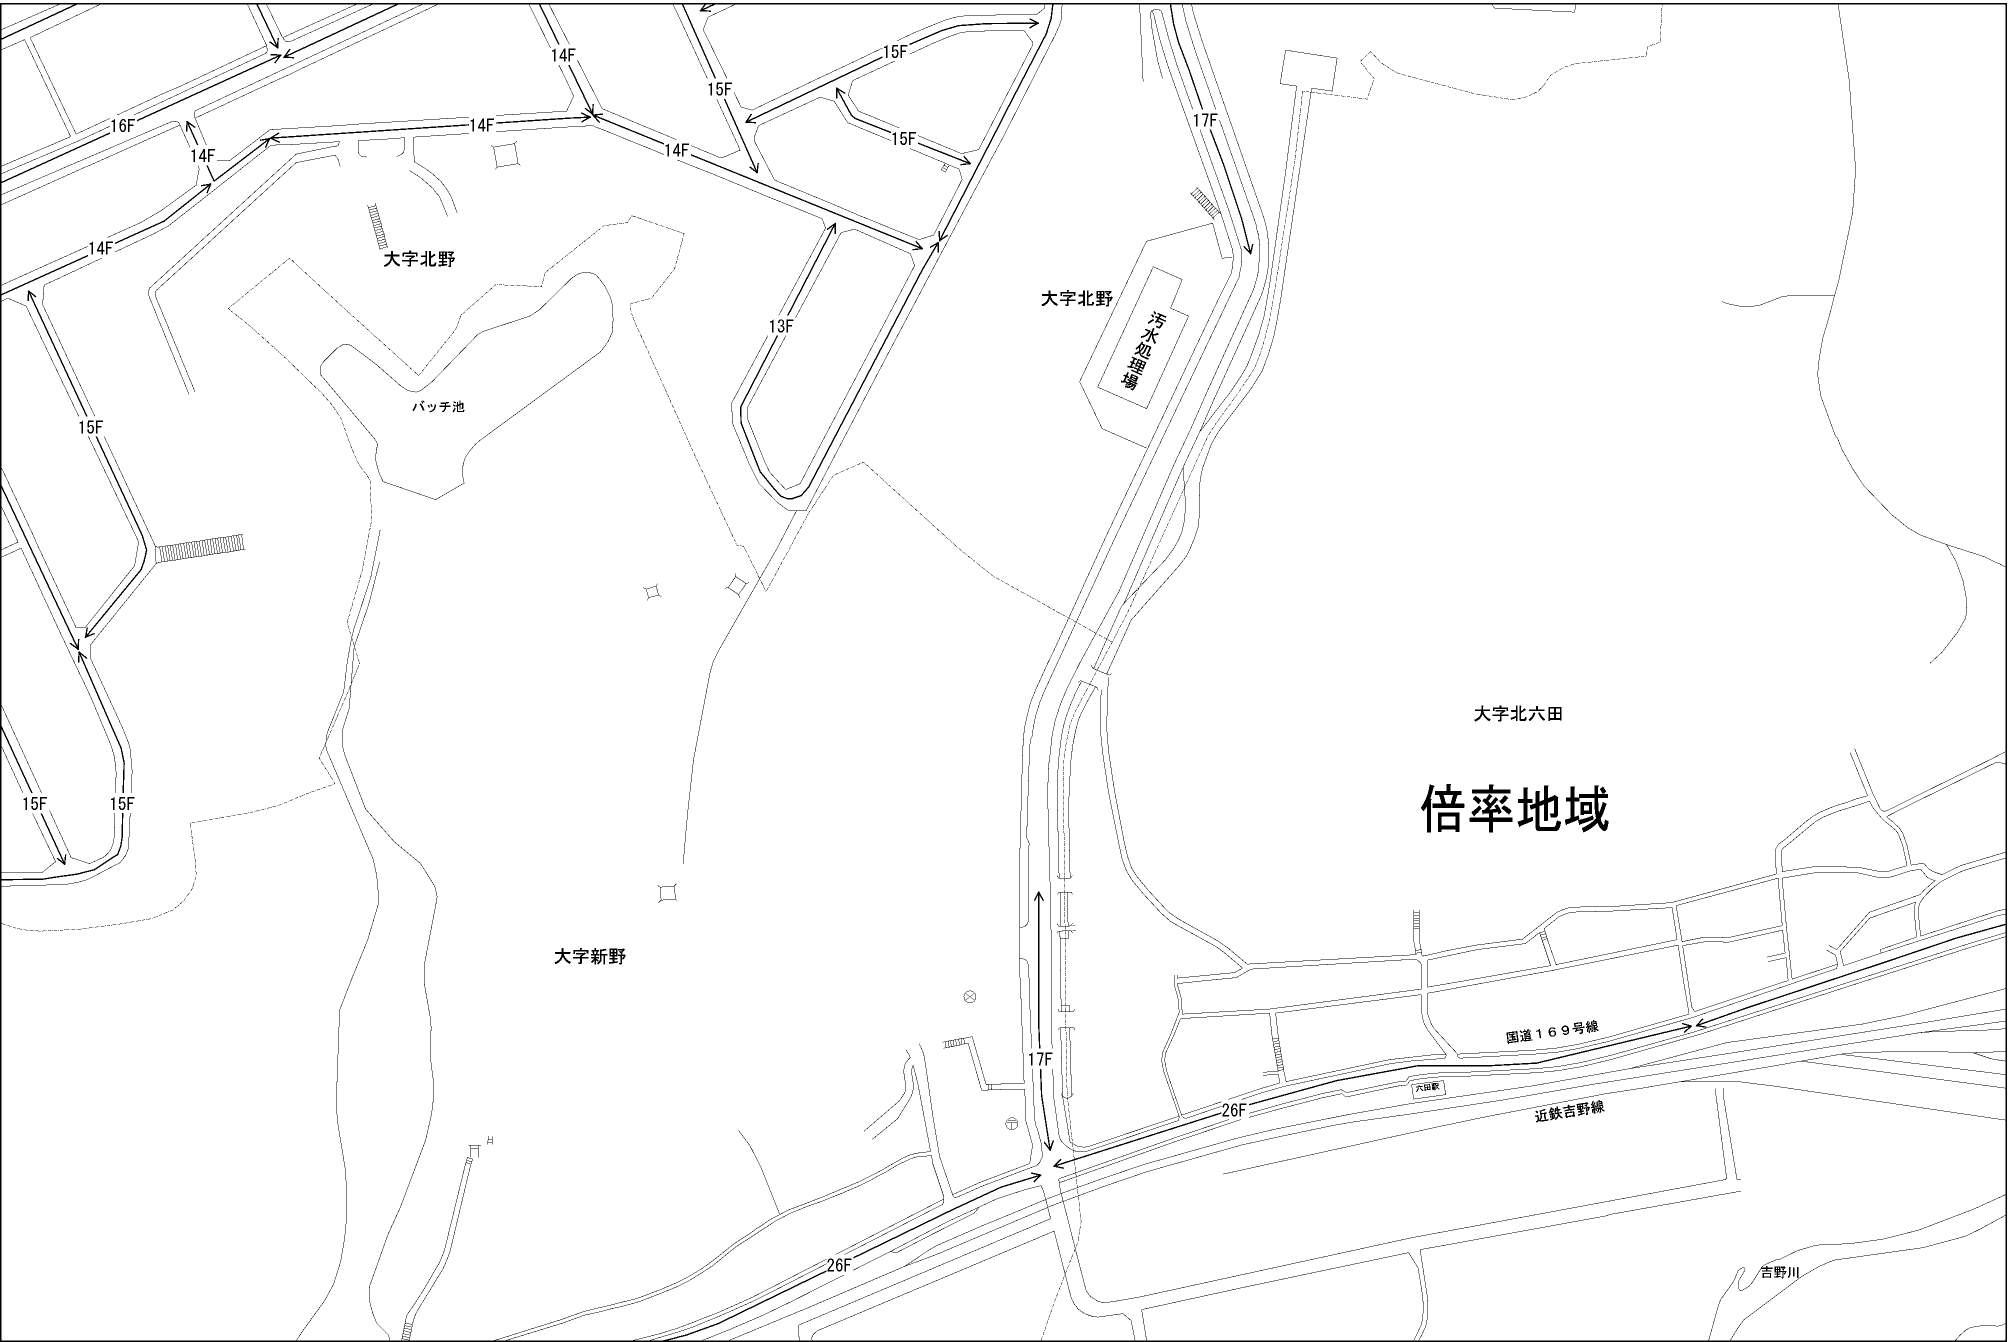 14F
15F
15F
16F
14F
14F
14F
15F
17F
14F
14F
大字北野
大字北野
13F
汚水処理場
バッチ池
15F
大字北六田
倍率地域
15F
15F
大字新野
国道169号線
17F
六田駅
26F
近鉄吉野線
26F
吉野川